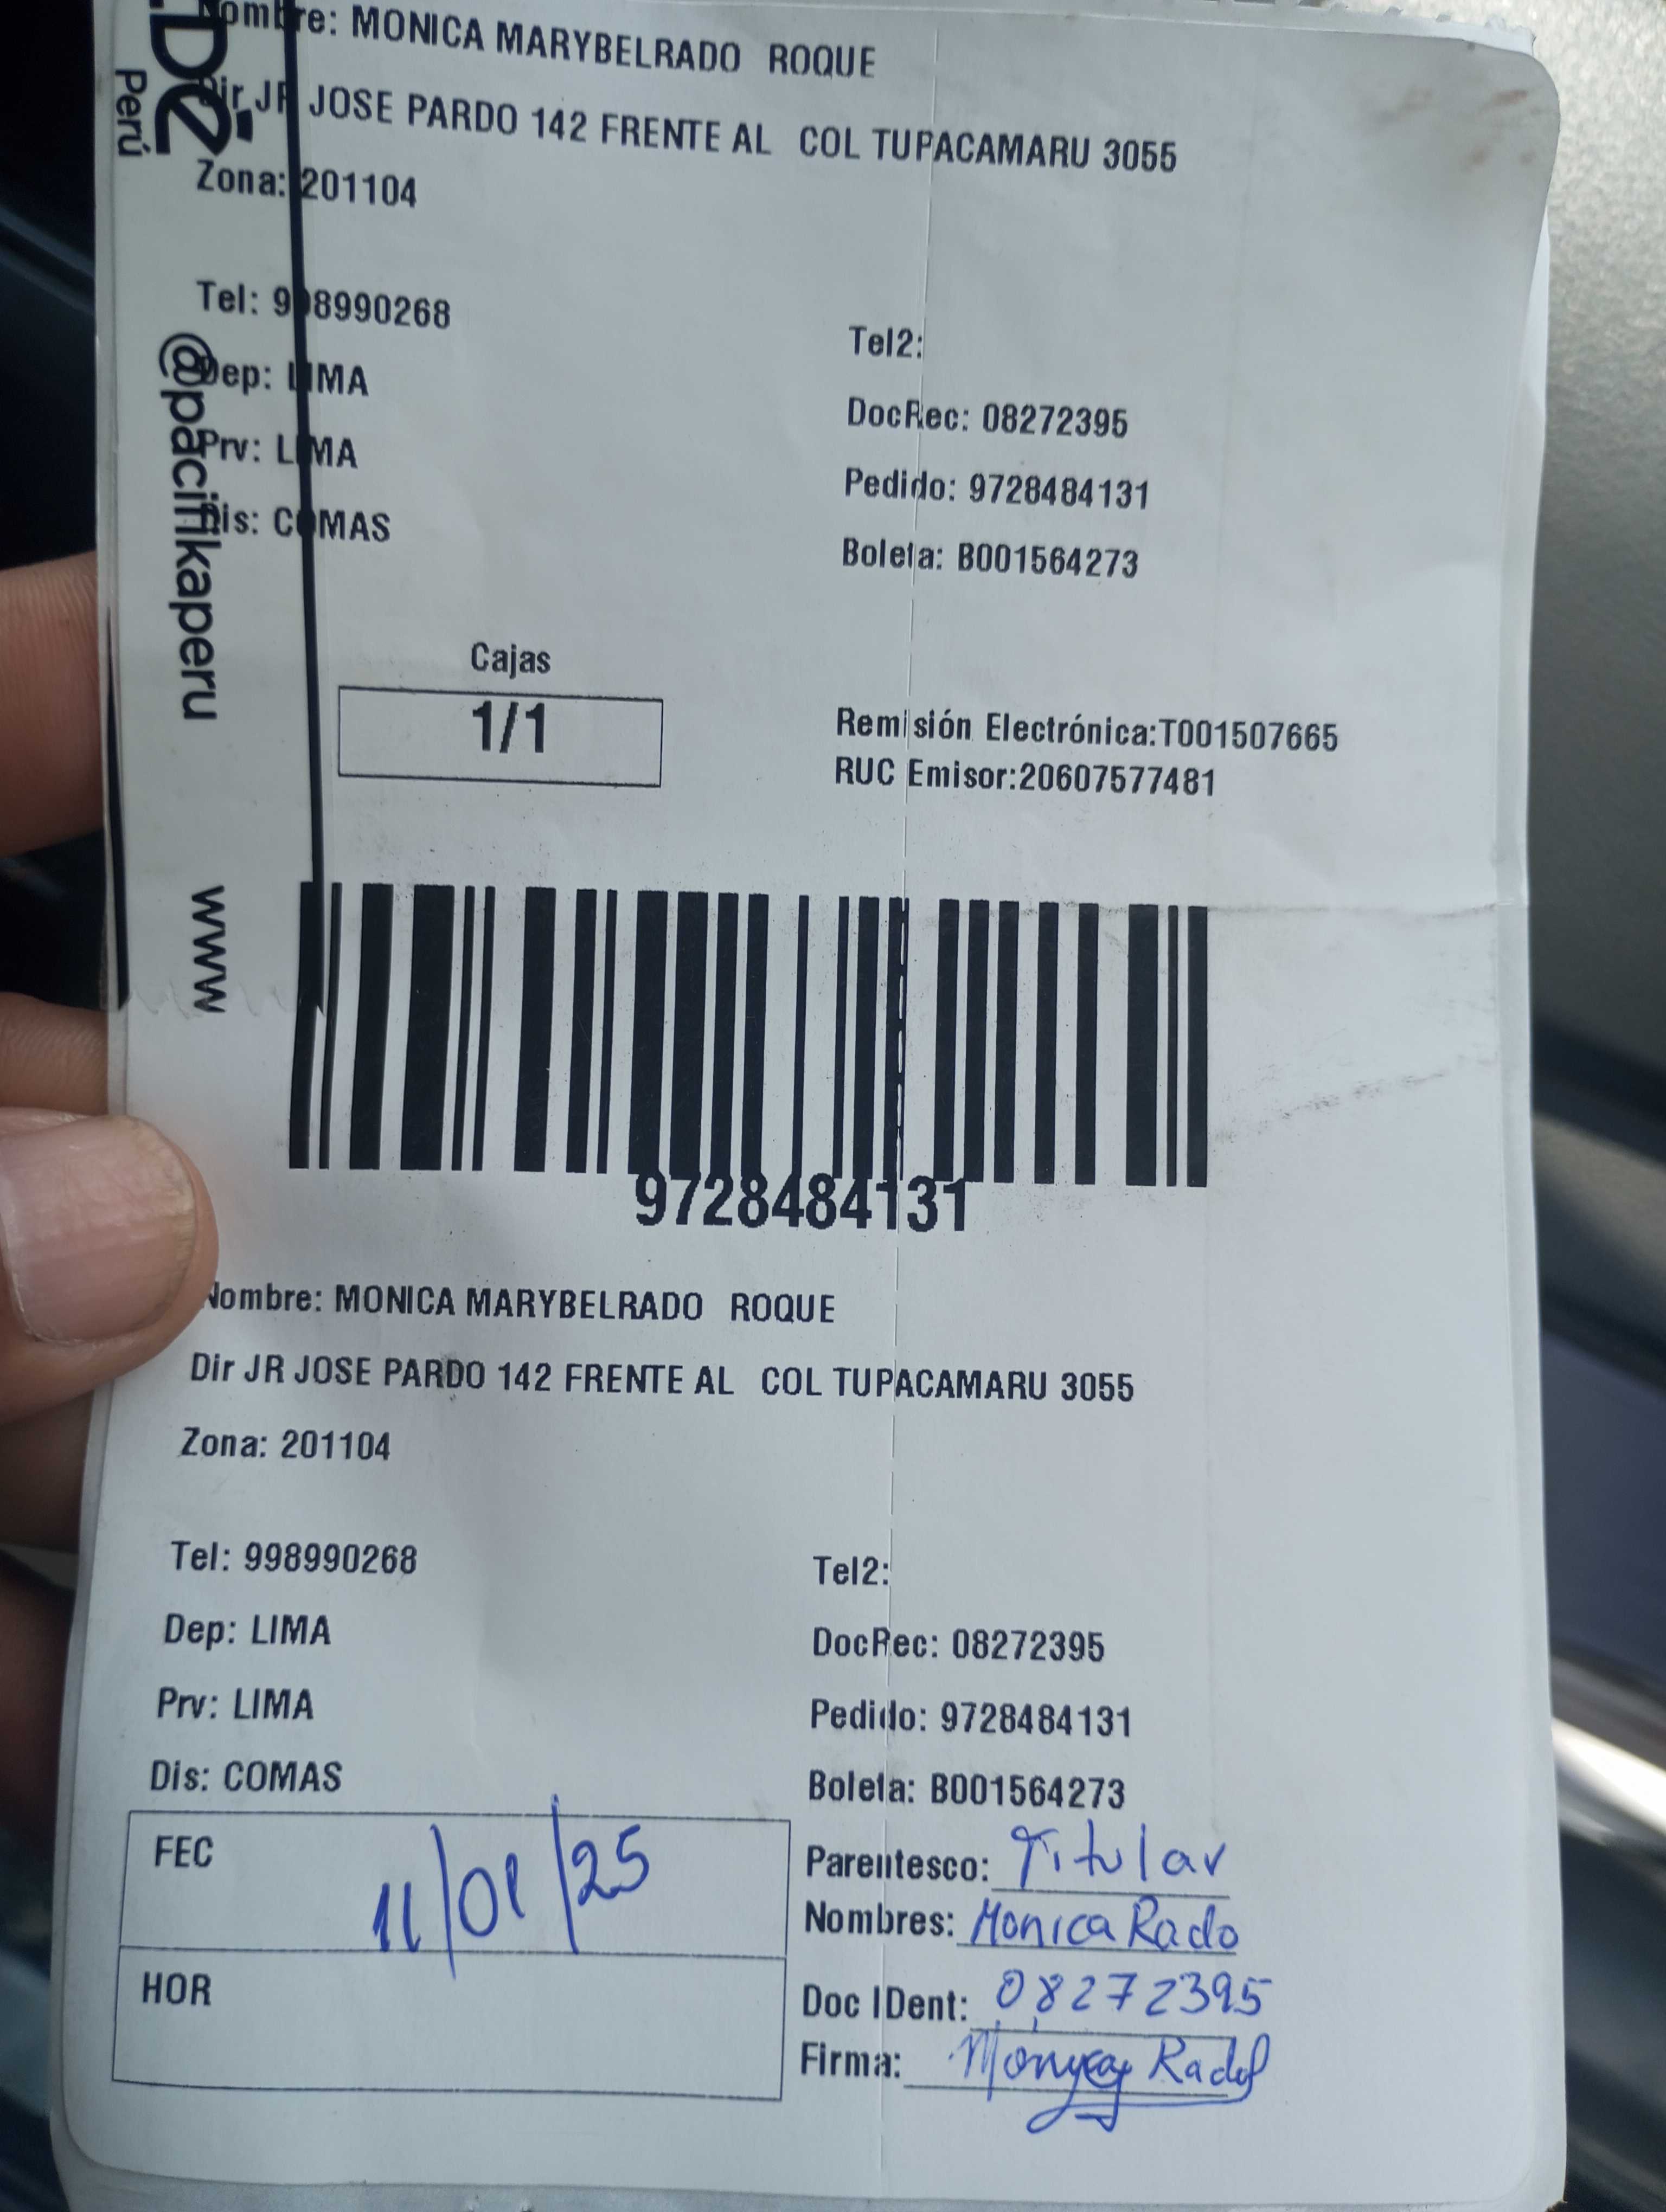 Nombre: MONICA MARYBELRADO ROQUE
Dir JR JOSE PARDO 142 FRENTE AL COL TUPACAMARU 3055
Zona: 201104
Tel: 998990268
Tel2:
Dep: LIMA
DocRec: 08272395
Prv: LIMA
Pedido: 9728484131
Dis: COMAS
Boleta: B001564273
Perú
@pacifikaperu
www
Cajas
1/1
Remisión Electrónica:T001507665
RUC Emisor:20607577481
9728484131
Nombre: MONICA MARYBELRADO ROQUE
Dir JR JOSE PARDO 142 FRENTE AL COL TUPACAMARU 3055
Zona: 201104
Tel: 998990268
Tel2:
Dep: LIMA
DocRec: 08272395
Prv: LIMA
Pedido: 9728484131
Dis: COMAS
Boleta: B001564273
FEC 11/01/25
HOR
Parentesco: Titular
Nombres: Monica Rado
Doc IDent: 08272395
Firma: Monyca Rado